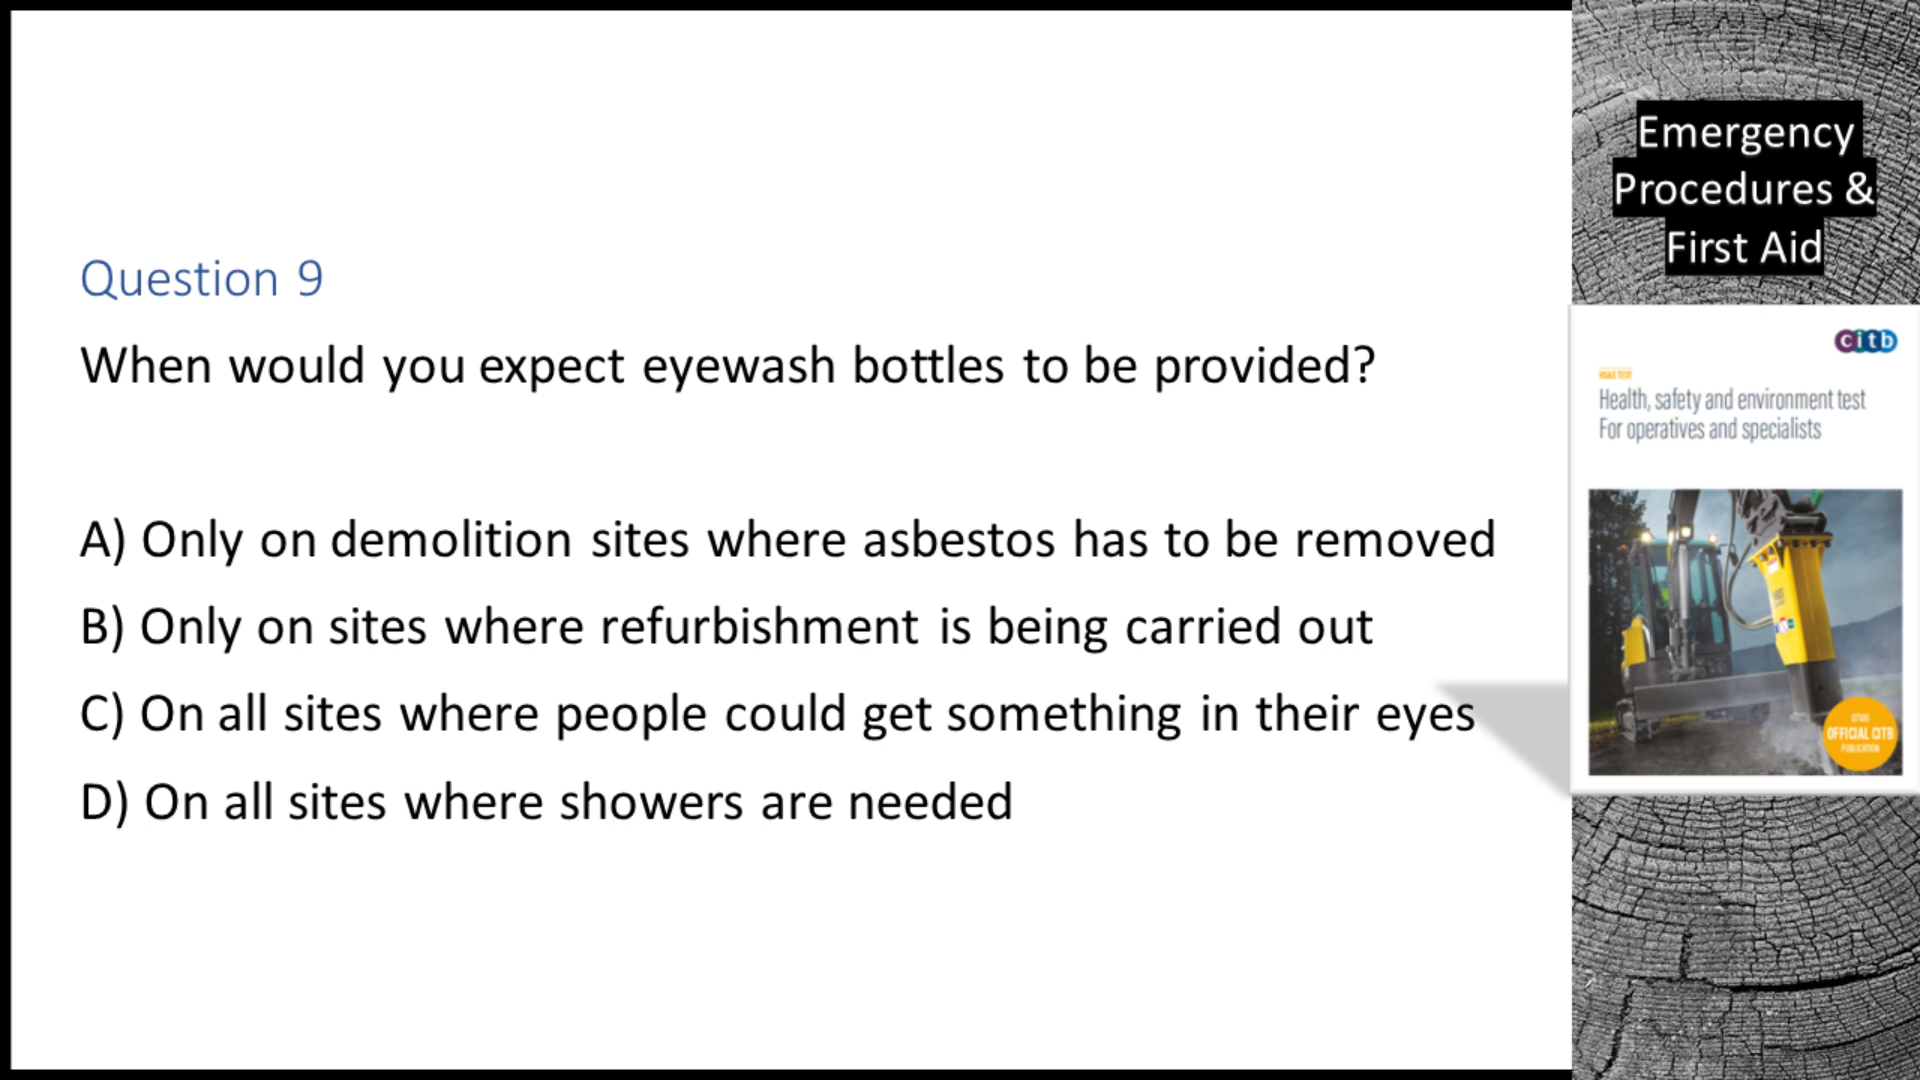 Question 9
When would you expect eyewash bottles to be provided?
A) Only on demolition sites where asbestos has to be removed
B) Only on sites where refurbishment is being carried out
C) On all sites where people could get something in their eyes
D) On all sites where showers are needed
Emergency
Procedures &
First Aid
citb
HS&E TEST
Health, safety and environment test
For operatives and specialists
OFFICIAL CITB
PUBLICATION